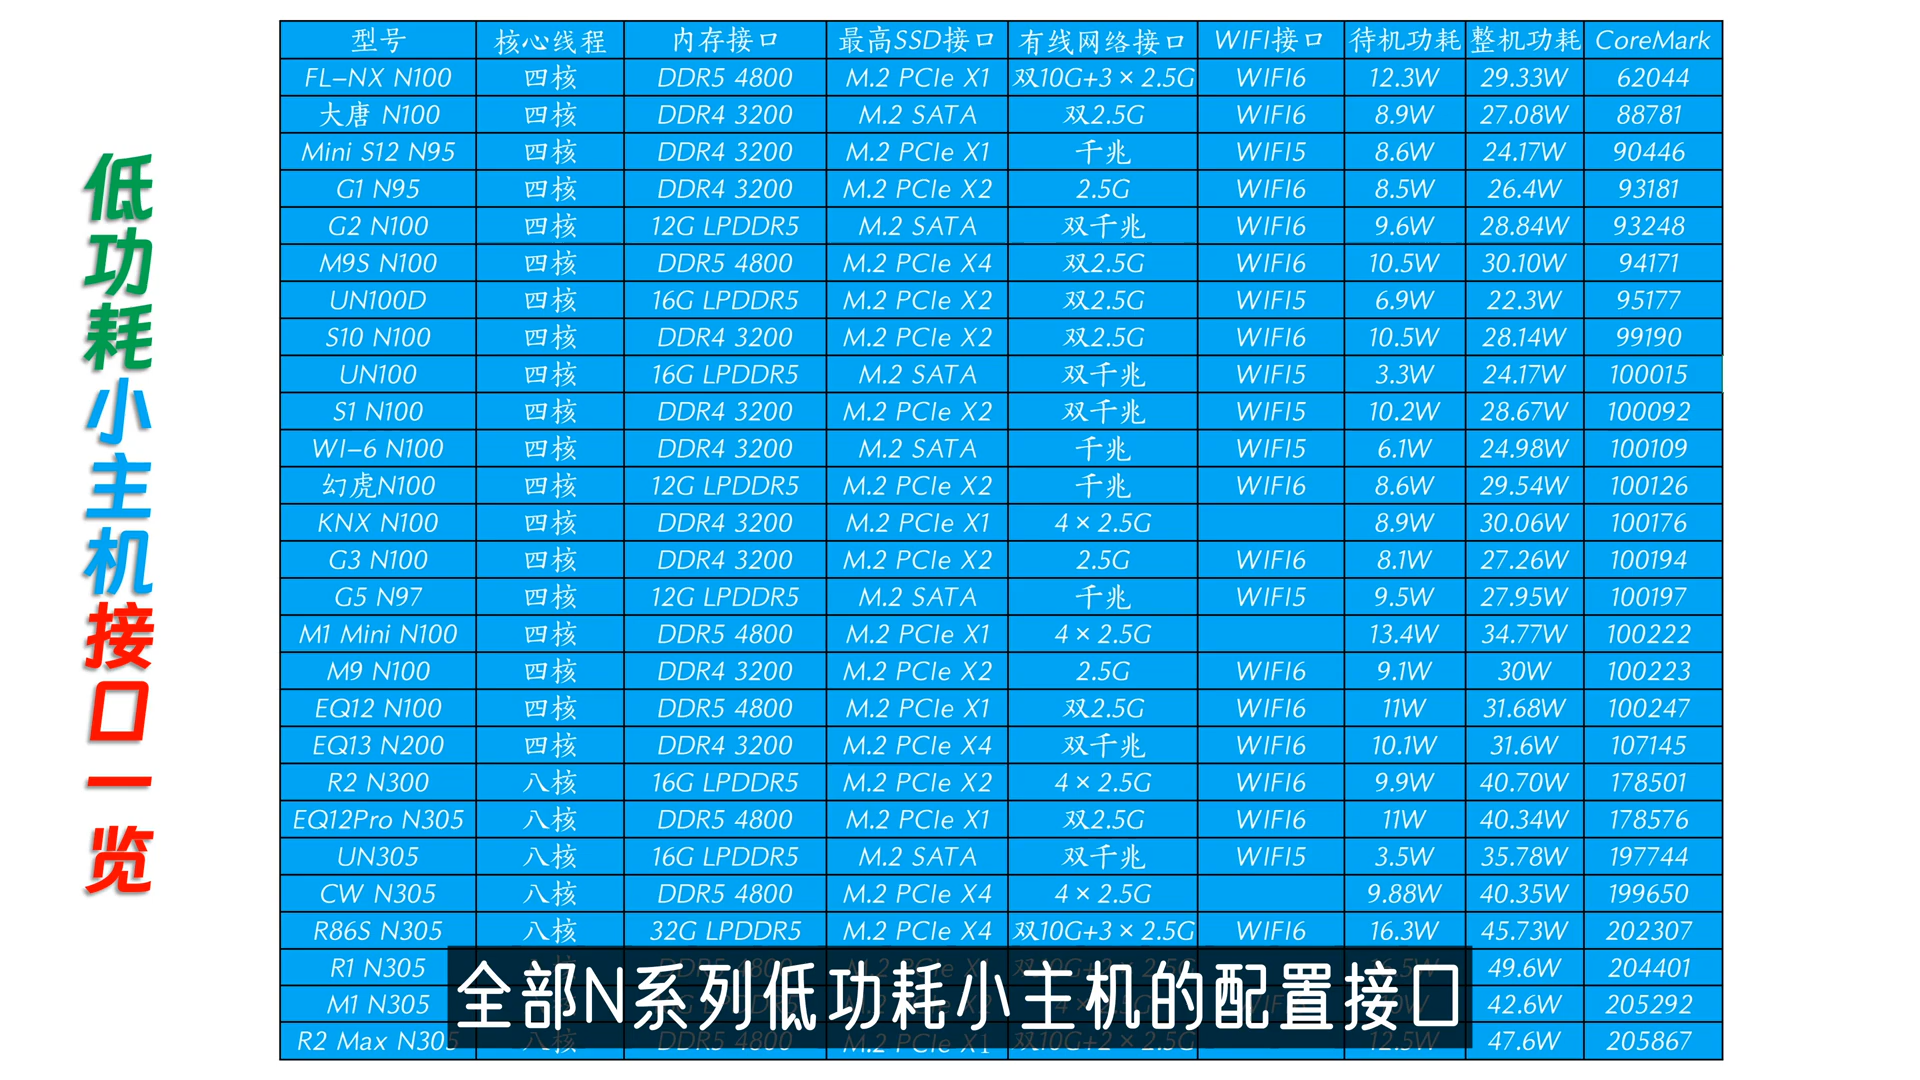 低功耗小主机接口一览
型号 核心线程 内存接口 最高SSD接口 有线网络接口 WIFI接口 待机功耗 整机功耗 CoreMark
FL-NX N100 四核 DDR5 4800 M.2 PCIe X1 双10G+3×2.5G WIFI6 12.3W 29.33W 62044
大唐 N100 四核 DDR4 3200 M.2 SATA 双2.5G WIFI6 8.9W 27.08W 88781
Mini S12 N95 四核 DDR4 3200 M.2 PCIe X1 千兆 WIFI5 8.6W 24.17W 90446
G1 N95 四核 DDR4 3200 M.2 PCIe X2 2.5G WIFI6 8.5W 26.4W 93181
G2 N100 四核 12G LPDDR5 M.2 SATA 双千兆 WIFI6 9.6W 28.84W 93248
M9S N100 四核 DDR5 4800 M.2 PCIe X4 双2.5G WIFI6 10.5W 30.10W 94171
UN100D 四核 16G LPDDR5 M.2 PCIe X2 双2.5G WIFI5 6.9W 22.3W 95177
S10 N100 四核 DDR4 3200 M.2 PCIe X2 双2.5G WIFI6 10.5W 28.14W 99190
UN100 四核 16G LPDDR5 M.2 SATA 双千兆 WIFI5 3.3W 24.17W 100015
S1 N100 四核 DDR4 3200 M.2 PCIe X2 双千兆 WIFI5 10.2W 28.67W 100092
WI-6 N100 四核 DDR4 3200 M.2 SATA 千兆 WIFI5 6.1W 24.98W 100109
幻虎N100 四核 12G LPDDR5 M.2 PCIe X2 千兆 WIFI6 8.6W 29.54W 100126
KNX N100 四核 DDR4 3200 M.2 PCIe X1 4×2.5G 8.9W 30.06W 100176
G3 N100 四核 DDR4 3200 M.2 PCIe X2 2.5G WIFI6 8.1W 27.26W 100194
G5 N97 四核 12G LPDDR5 M.2 SATA 千兆 WIFI5 9.5W 27.95W 100197
M1 Mini N100 四核 DDR5 4800 M.2 PCIe X1 4×2.5G 13.4W 34.77W 100222
M9 N100 四核 DDR4 3200 M.2 PCIe X2 2.5G WIFI6 9.1W 30W 100223
EQ12 N100 四核 DDR5 4800 M.2 PCIe X1 双2.5G WIFI6 11W 31.68W 100247
EQ13 N200 四核 DDR4 3200 M.2 PCIe X4 双千兆 WIFI6 10.1W 31.6W 107145
R2 N300 八核 16G LPDDR5 M.2 PCIe X2 4×2.5G WIFI6 9.9W 40.70W 178501
EQ12Pro N305 八核 DDR5 4800 M.2 PCIe X1 双2.5G WIFI6 11W 40.34W 178576
UN305 八核 16G LPDDR5 M.2 SATA 双千兆 WIFI5 3.5W 35.78W 197744
CW N305 八核 DDR5 4800 M.2 PCIe X4 4×2.5G 9.88W 40.35W 199650
R86S N305 八核 32G LPDDR5 M.2 PCIe X4 双10G+3×2.5G WIFI6 16.3W 45.73W 202307
R1 N305 49.6W 204401
M1 N305 42.6W 205292
R2 Max N305 八核 DDR5 4800 M.2 PCIe X1 双10G+2×2.5G 12.5W 47.6W 205867
全部N系列低功耗小主机的配置接口